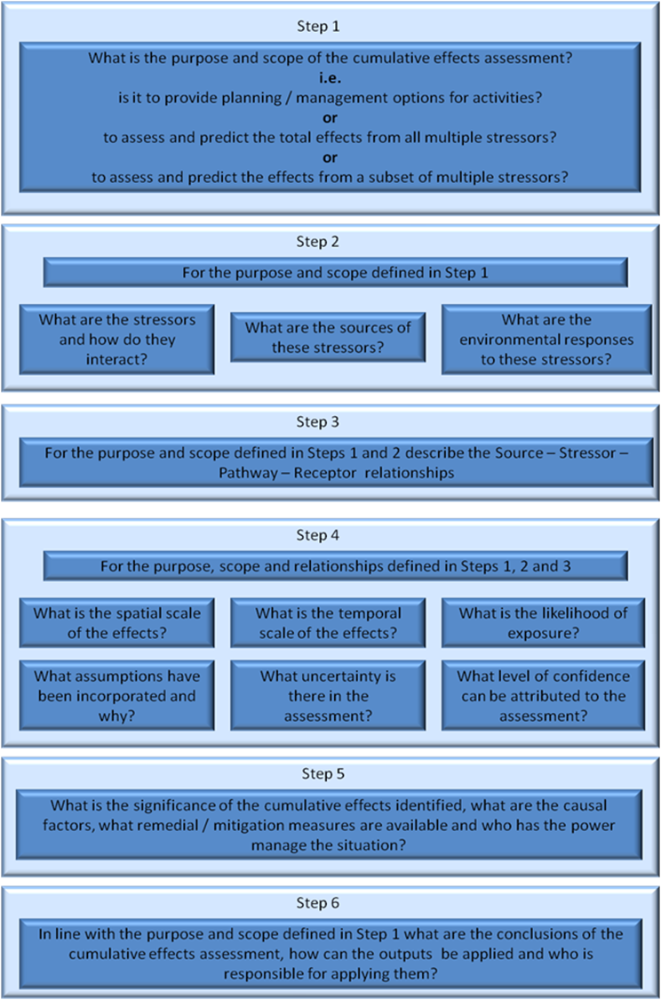 Step 1
What is the purpose and scope of the cumulative effects assessment?
i.e.
is it to provide planning / management options for activities?
or
to assess and predict the total effects from all multiple stressors?
or
to assess and predict the effects from a subset of multiple stressors?
Step 2
For the purpose and scope defined in Step 1
What are the stressors
and how do they
interact?
What are the sources of
these stressors?
What are the
environmental responses
to these stressors?
Step 3
For the purpose and scope defined in Steps 1 and 2 describe the Source – Stressor –
Pathway – Receptor relationships
Step 4
For the purpose, scope and relationships defined in Steps 1, 2 and 3
What is the spatial scale
of the effects?
What is the temporal
scale of the effects?
What is the likelihood of
exposure?
What assumptions have
been incorporated and
why?
What uncertainty is
there in the
assessment?
What level of confidence
can be attributed to the
assessment?
Step 5
What is the significance of the cumulative effects identified, what are the causal
factors, what remedial / mitigation measures are available and who has the power
manage the situation?
Step 6
In line with the purpose and scope defined in Step 1 what are the conclusions of the
cumulative effects assessment, how can the outputs be applied and who is
responsible for applying them?